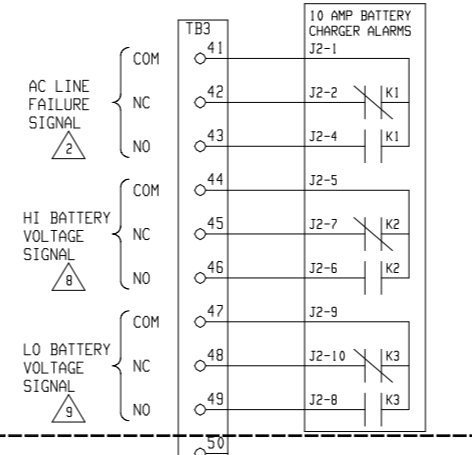 10 AMP BATTERY
CHARGER ALARMS
TB3
AC LINE
FAILURE
SIGNAL
2
COM 41 J2-1
NC 42 J2-2 K1
NO 43 J2-4 K1
HI BATTERY
VOLTAGE
SIGNAL
8
COM 44 J2-5
NC 45 J2-7 K2
NO 46 J2-6 K2
LO BATTERY
VOLTAGE
SIGNAL
9
COM 47 J2-9
NC 48 J2-10 K3
NO 49 J2-8 K3
50